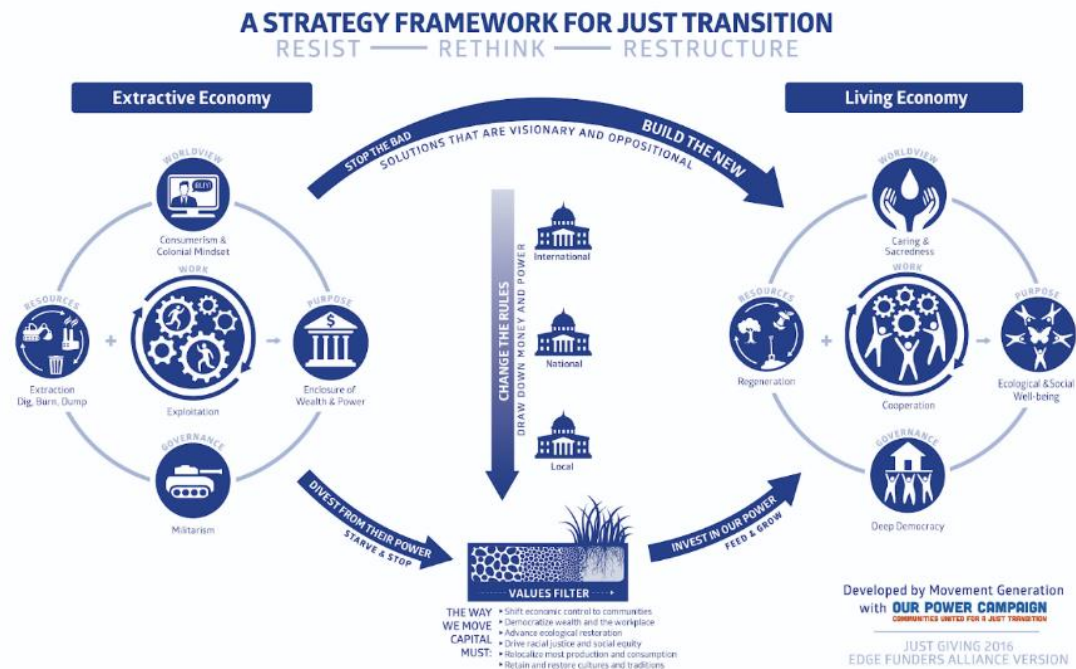 A STRATEGY FRAMEWORK FOR JUST TRANSITION
RESIST — RETHINK — RESTRUCTURE
Extractive Economy
WORLDVIEW
BUY!
Consumerism &
Colonial Mindset
RESOURCES
Extraction
Dig, Burn, Dump
+
WORK
Exploitation
PURPOSE
$
Enclosure of
Wealth & Power
GOVERNANCE
Militarism
STOP THE BAD
BUILD THE NEW
SOLUTIONS THAT ARE VISIONARY AND OPPOSITIONAL
CHANGE THE RULES
DRAW DOWN MONEY AND POWER
International
National
Local
DIVEST FROM THEIR POWER
STARVE & STOP
INVEST IN OUR POWER
FEED & GROW
VALUES FILTER
THE WAY
WE MOVE
CAPITAL
MUST:
▸ Shift economic control to communities
▸ Democratize wealth and the workplace
▸ Advance ecological restoration
▸ Drive racial justice and social equity
▸ Relocalize most production and consumption
▸ Retain and restore cultures and traditions
Living Economy
WORLDVIEW
Caring &
Sacredness
RESOURCES
Regeneration
+
WORK
Cooperation
PURPOSE
Ecological & Social
Well-being
GOVERNANCE
Deep Democracy
Developed by Movement Generation
with OUR POWER CAMPAIGN
COMMUNITIES UNITED FOR A JUST TRANSITION
JUST GIVING 2016
EDGE FUNDERS ALLIANCE VERSION